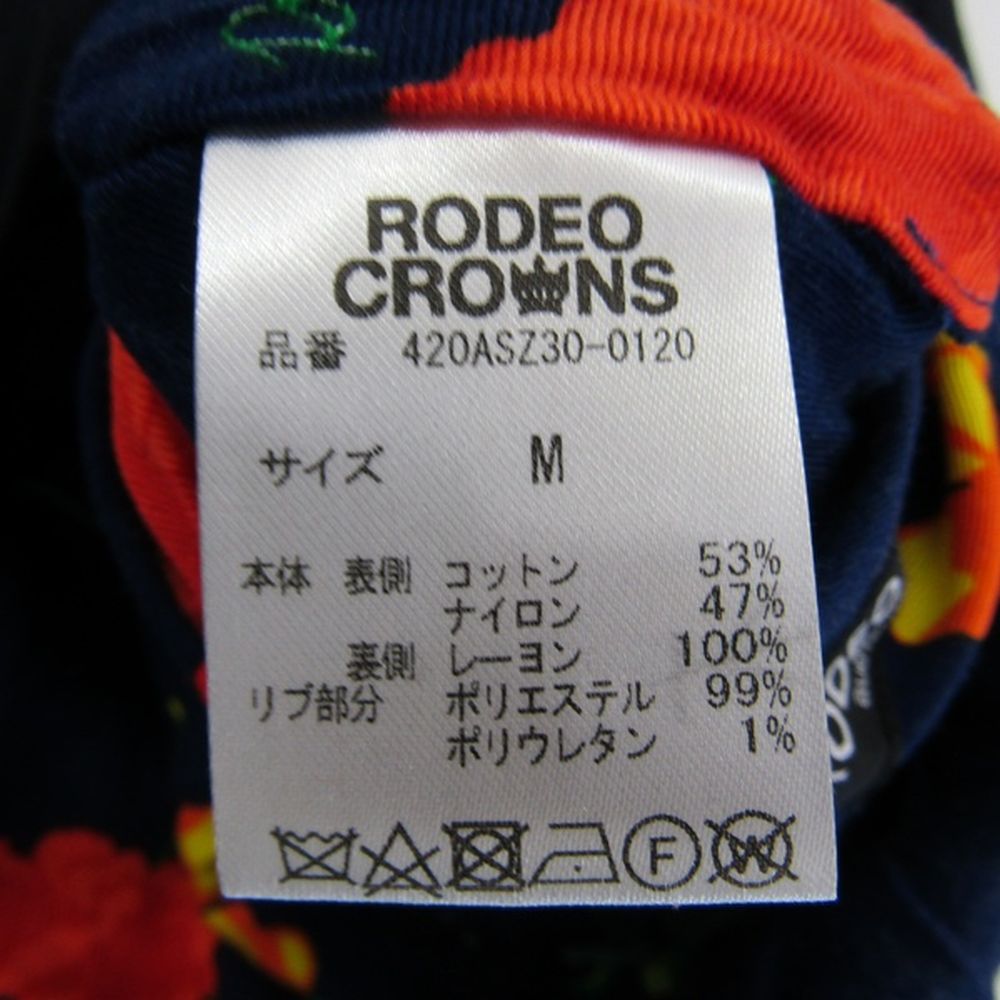 RODEO
CROWNS
品番 420ASZ30-0120
サイズ M
本体 表側 コットン 53%
ナイロン 47%
裏側 レーヨン 100%
リブ部分 ポリエステル 99%
ポリウレタン 1%
F W